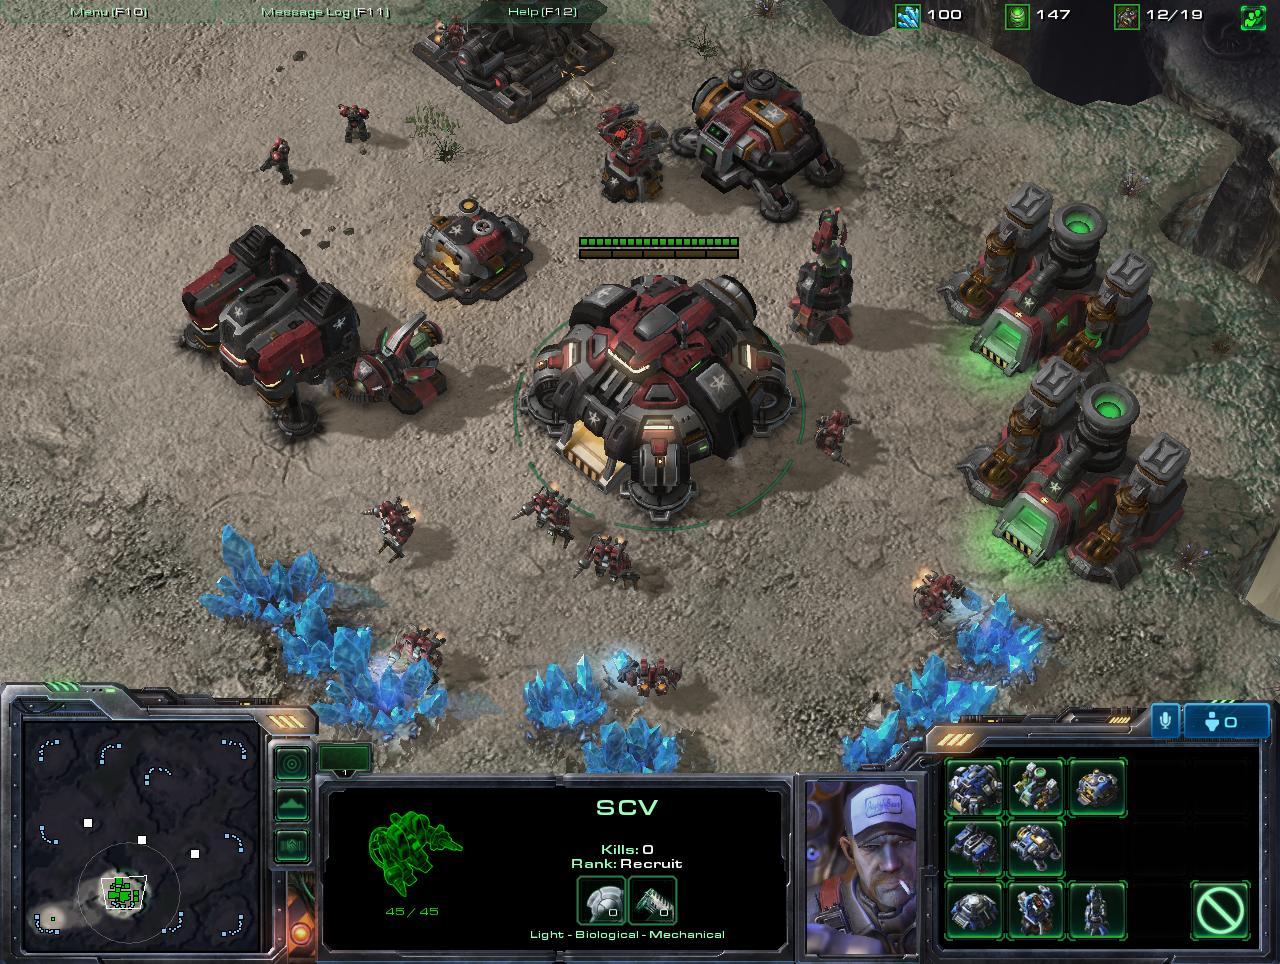 Menu (F10)
Message Log (F11)
Help (F12)
100
147
12/19
0
1
SCV
Kills: 0
Rank: Recruit
0
0
45 / 45
Light - Biological - Mechanical